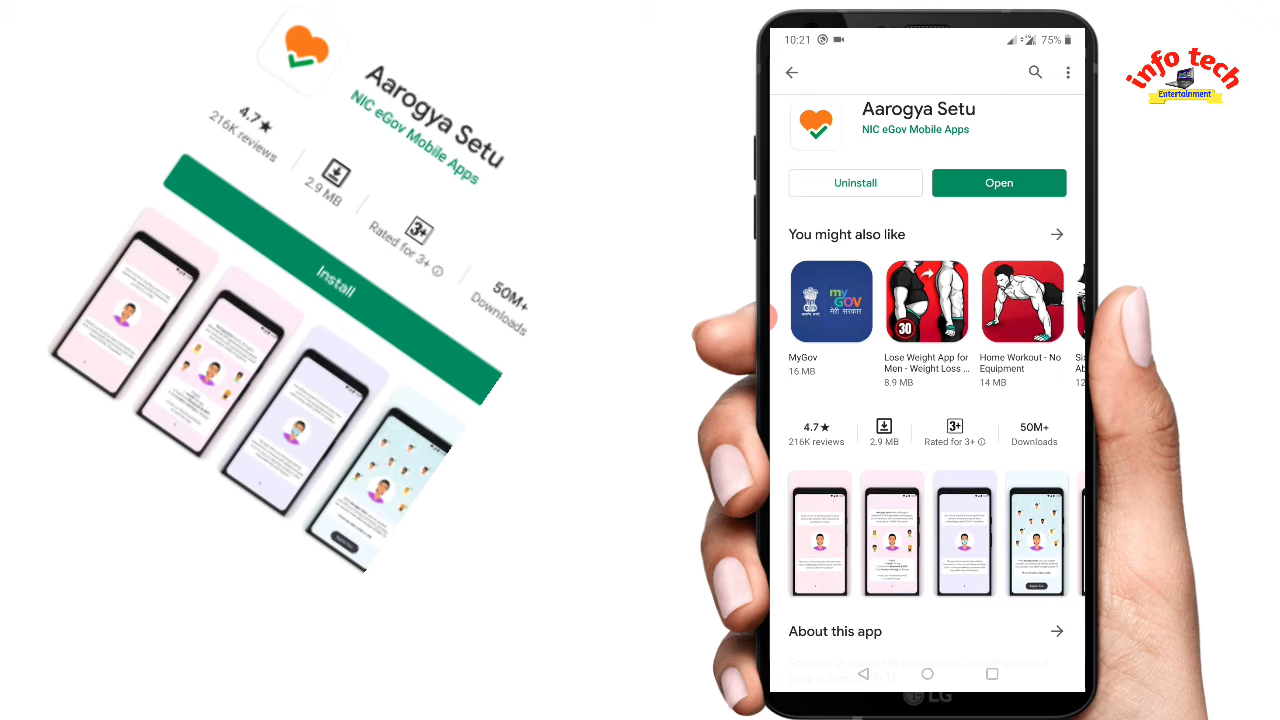 Aarogya Setu
NIC eGov Mobile Apps
4.7★
216K reviews
2.9 MB
3+
Rated for 3+
50M+
Downloads
Install
10:21
4G
75%
Aarogya Setu
NIC eGov Mobile Apps
Uninstall
Open
You might also like
my
GOV
मेरी सरकार
30
MyGov
16 MB
Lose Weight App for
Men - Weight Loss ...
8.9 MB
Home Workout - No
Equipment
14 MB
4.7★
216K reviews
2.9 MB
3+
Rated for 3+
50M+
Downloads
About this app
LG
info tech
Entertainment